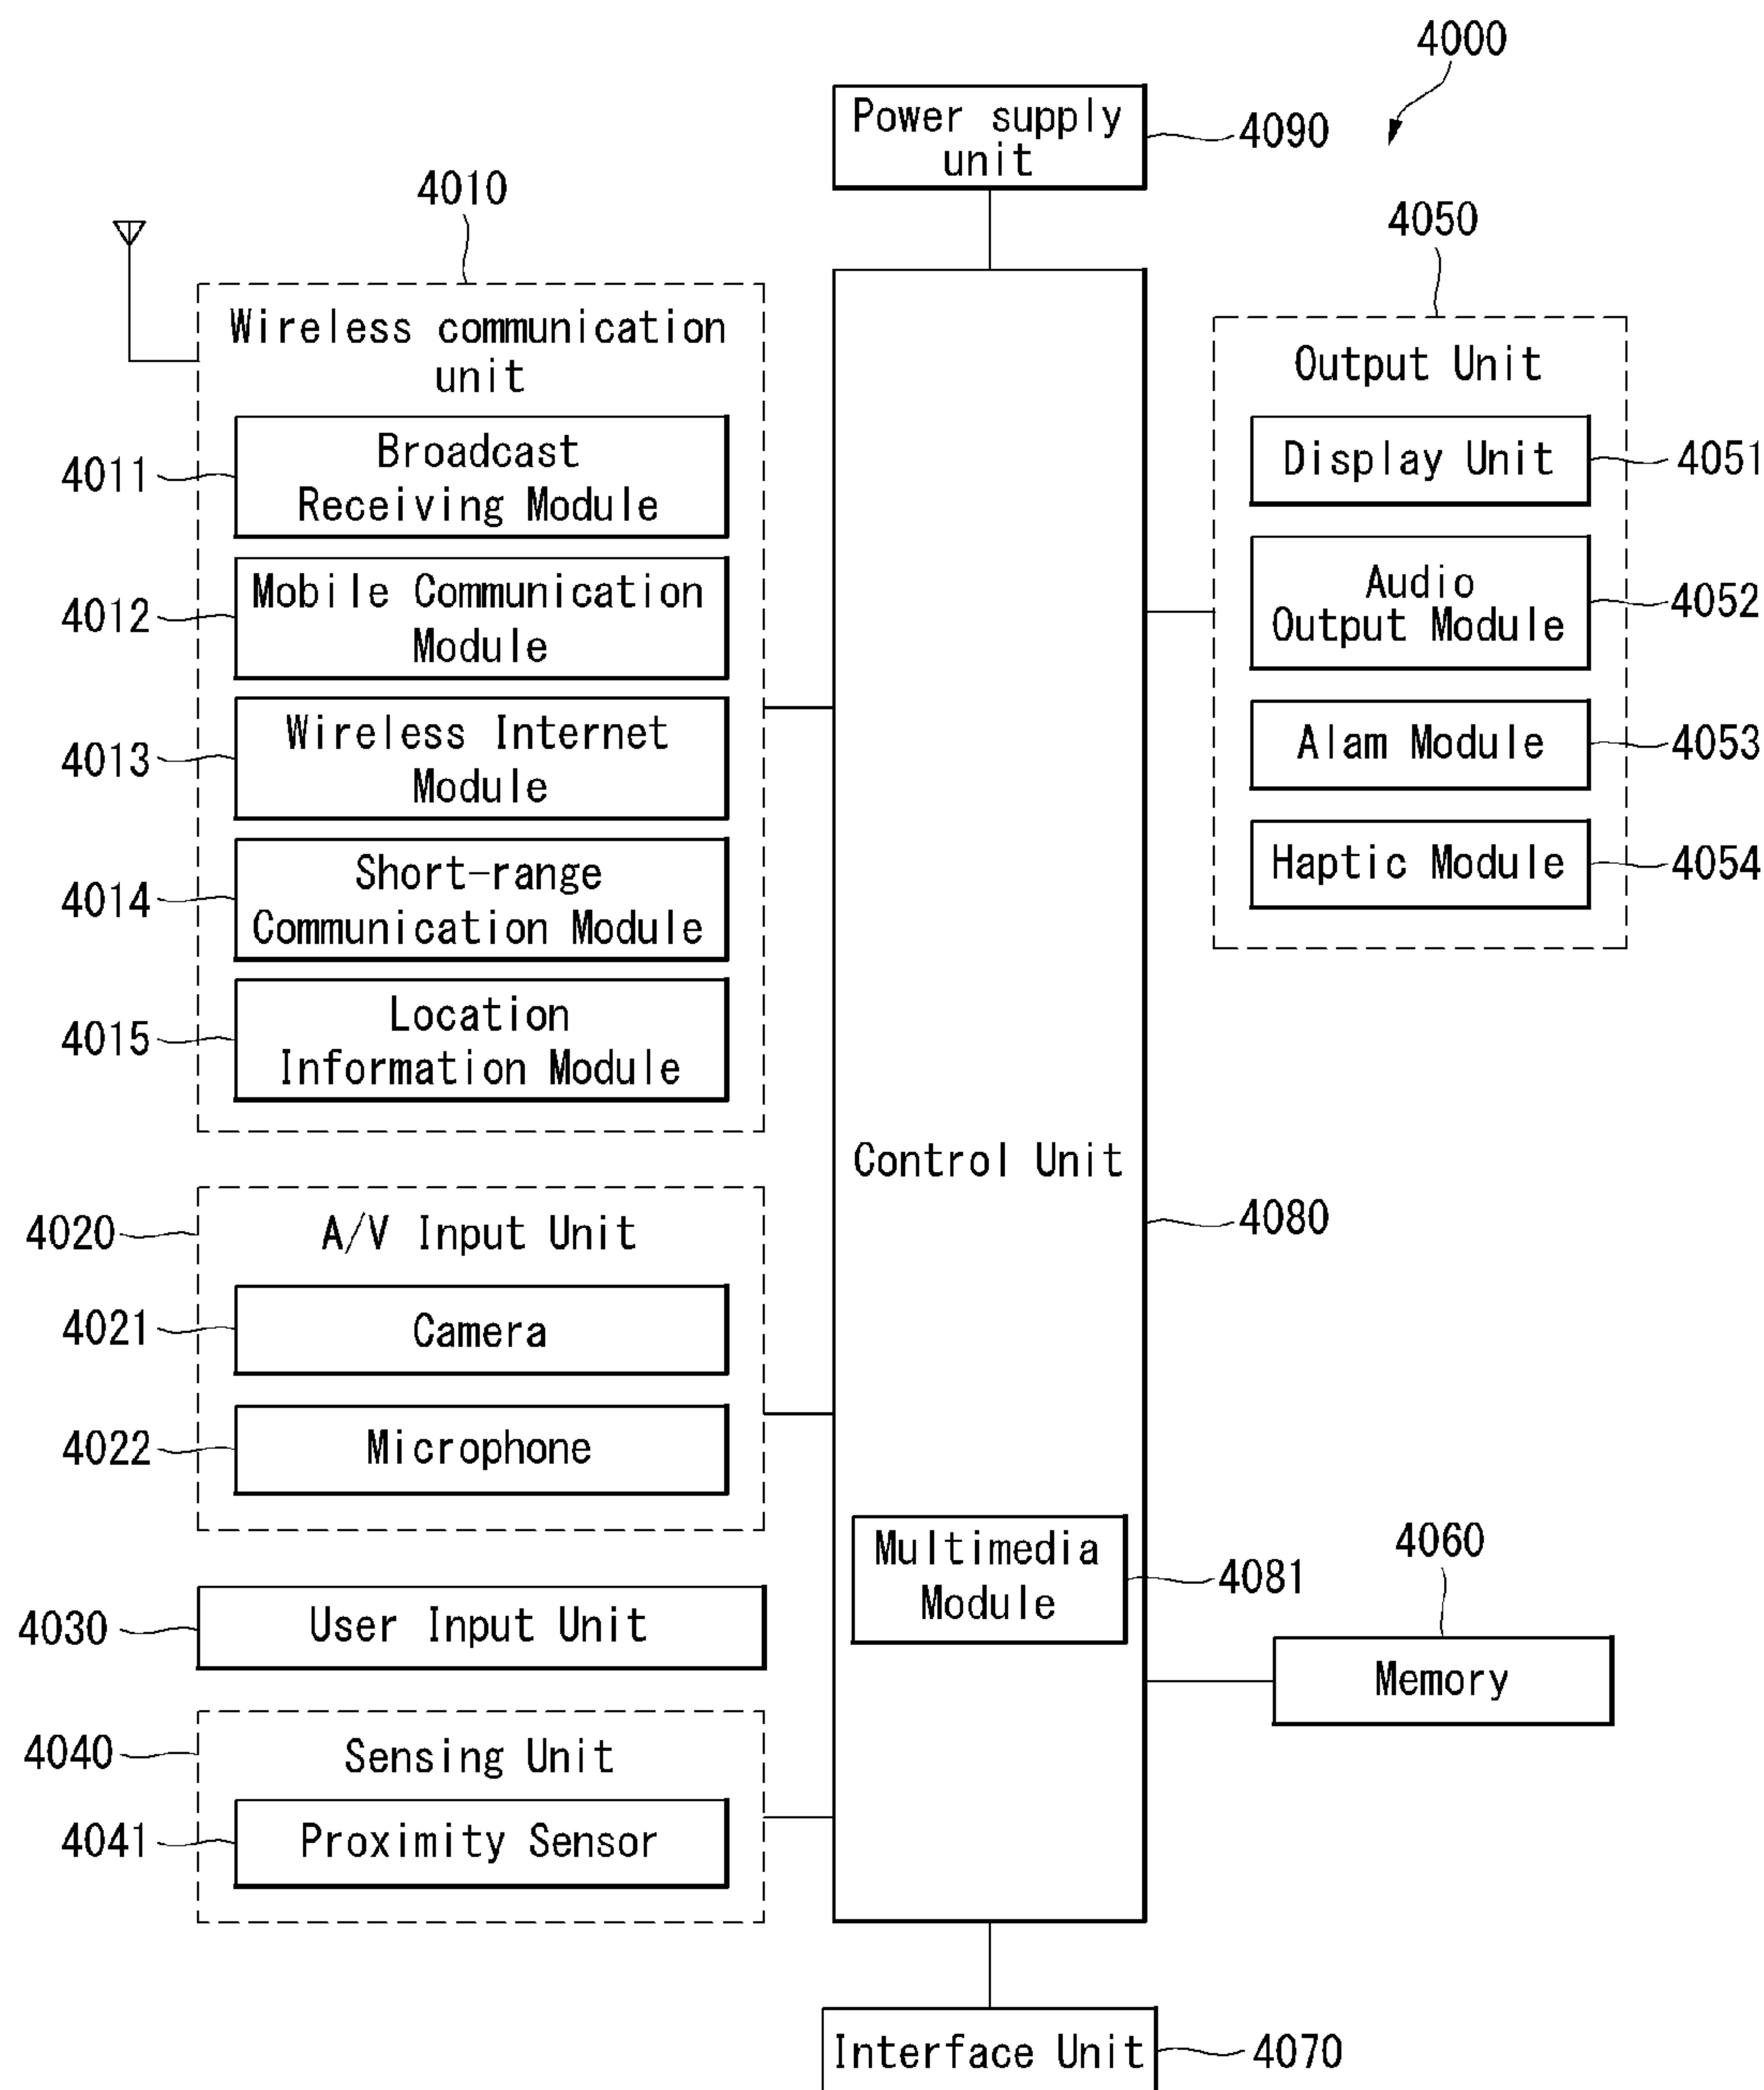 4000
Power supply
unit
4090
4010
Wireless communication
unit
4011
Broadcast
Receiving Module
4012
Mobile Communication
Module
4013
Wireless Internet
Module
4014
Short-range
Communication Module
4015
Location
Information Module
4050
Output Unit
Display Unit
4051
Audio
Output Module
4052
Alam Module
4053
Haptic Module
4054
Control Unit
4080
4020
A/V Input Unit
4021
Camera
4022
Microphone
Multimedia
Module
4081
4060
Memory
4030
User Input Unit
4040
Sensing Unit
4041
Proximity Sensor
Interface Unit
4070